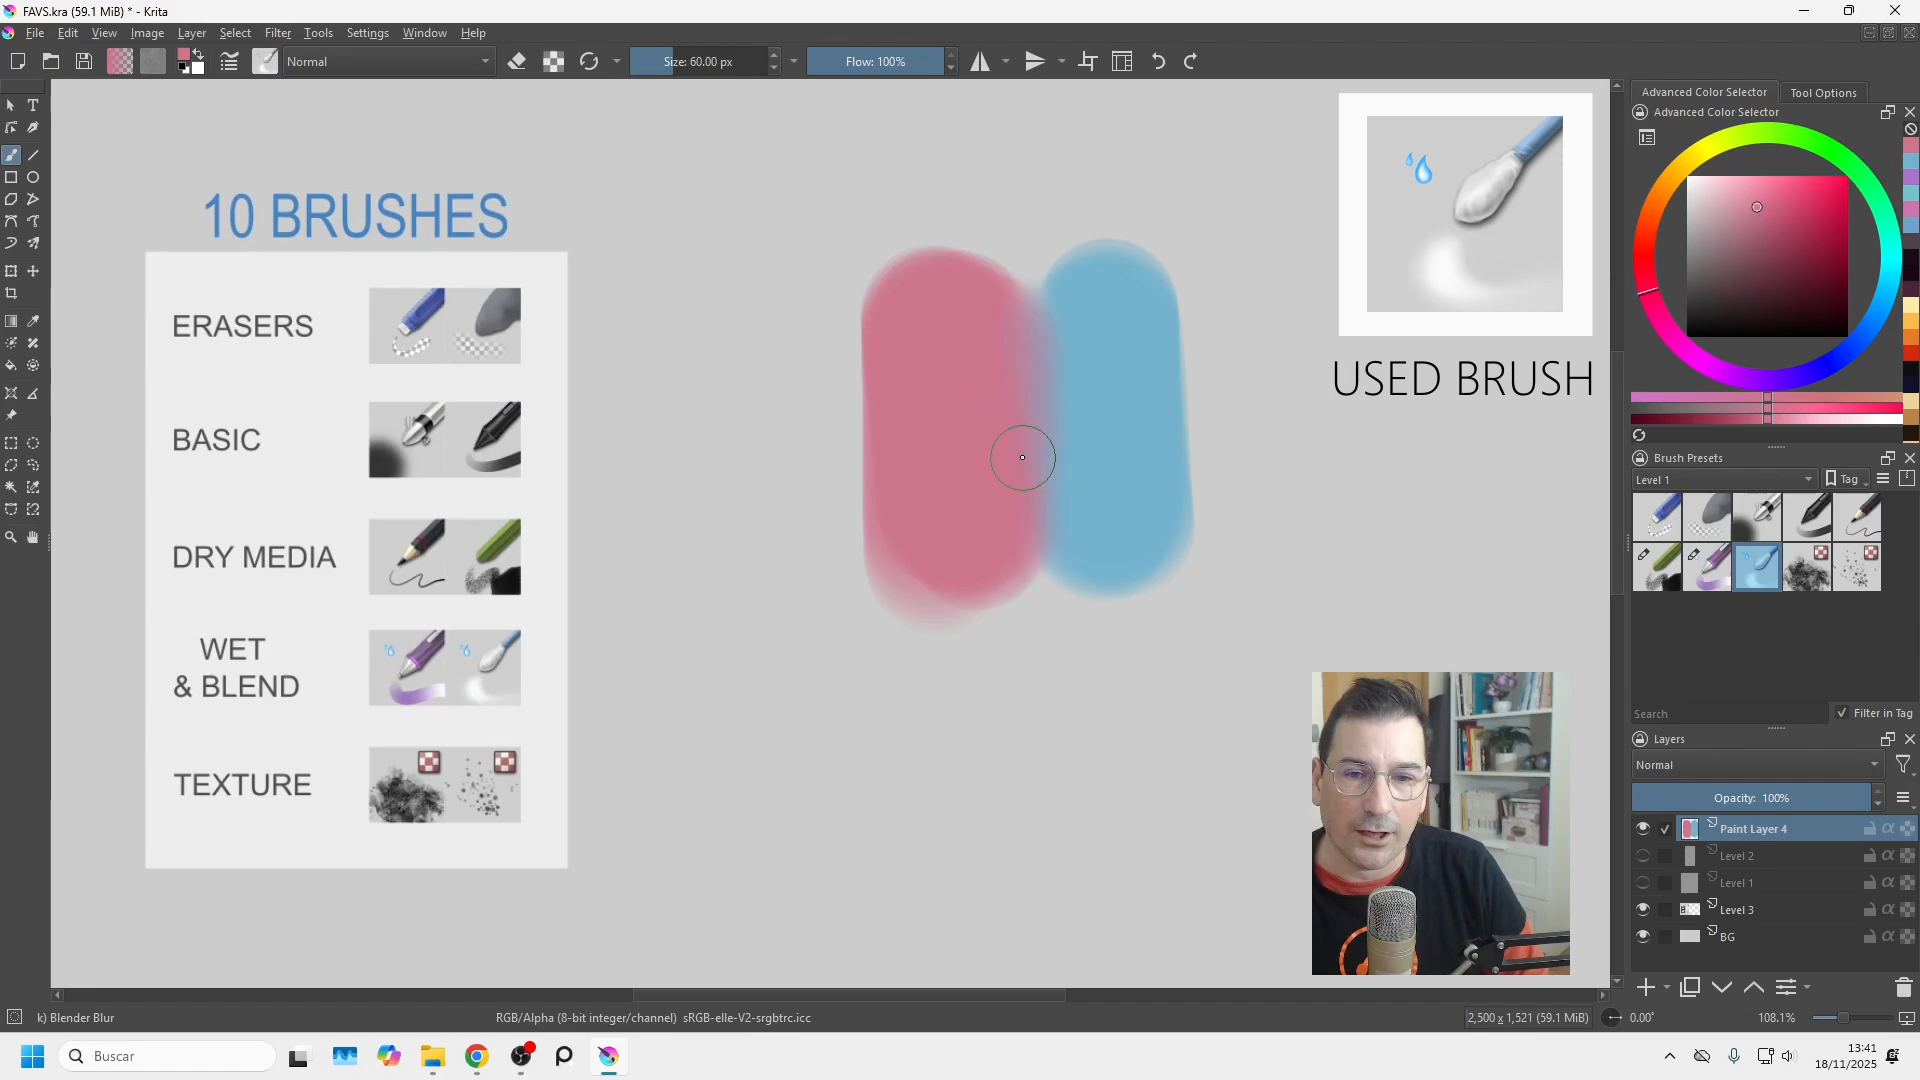 FAVS.kra (59.1 MiB) * - Krita
File Edit View Image Layer Select Filter Tools Settings Window Help
Normal
Size: 60.00 px
Flow: 100%
10 BRUSHES
ERASERS
BASIC
DRY MEDIA
WET
& BLEND
TEXTURE
USED BRUSH
Advanced Color Selector Tool Options
Advanced Color Selector
Brush Presets
Level 1
Tag
Search
Filter in Tag
Layers
Normal
Opacity: 100%
Paint Layer 4
Level 2
Level 1
Level 3
BG
k) Blender Blur
RGB/Alpha (8-bit integer/channel) sRGB-elle-V2-srgbtrc.icc
2,500 x 1,521 (59.1 MiB)
0.00°
108.1%
Buscar
13:41
18/11/2025